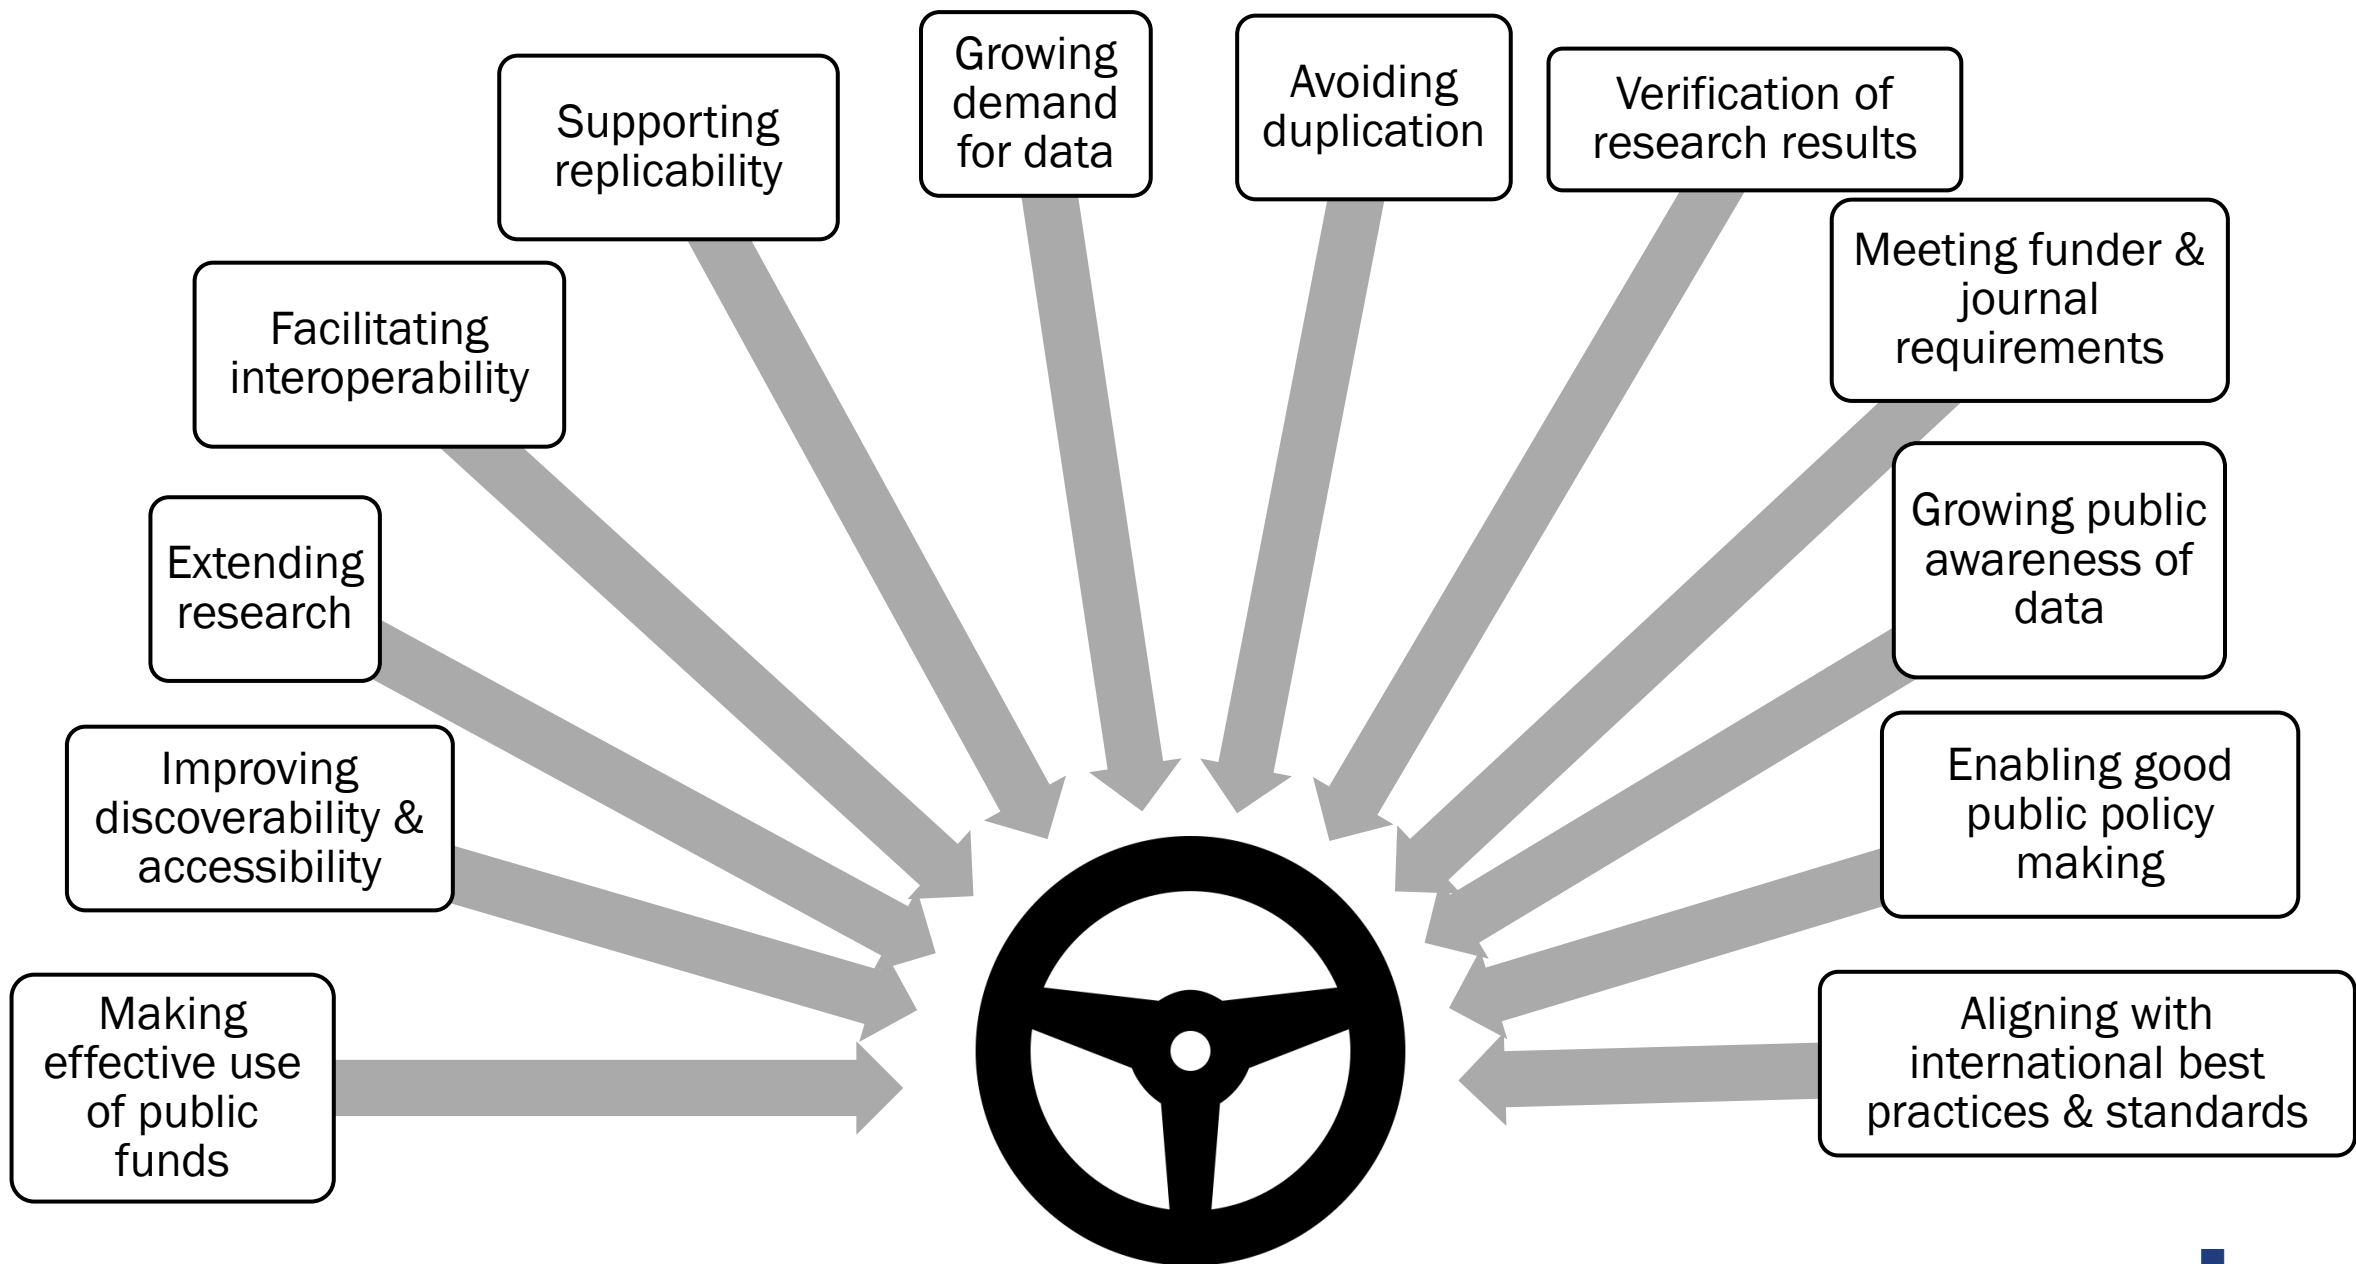 Making
effective use
of public
funds
Improving
discoverability &
accessibility
Extending
research
Facilitating
interoperability
Supporting
replicability
Growing
demand
for data
Avoiding
duplication
Verification of
research results
Meeting funder &
journal
requirements
Growing public
awareness of
data
Enabling good
public policy
making
Aligning with
international best
practices & standards